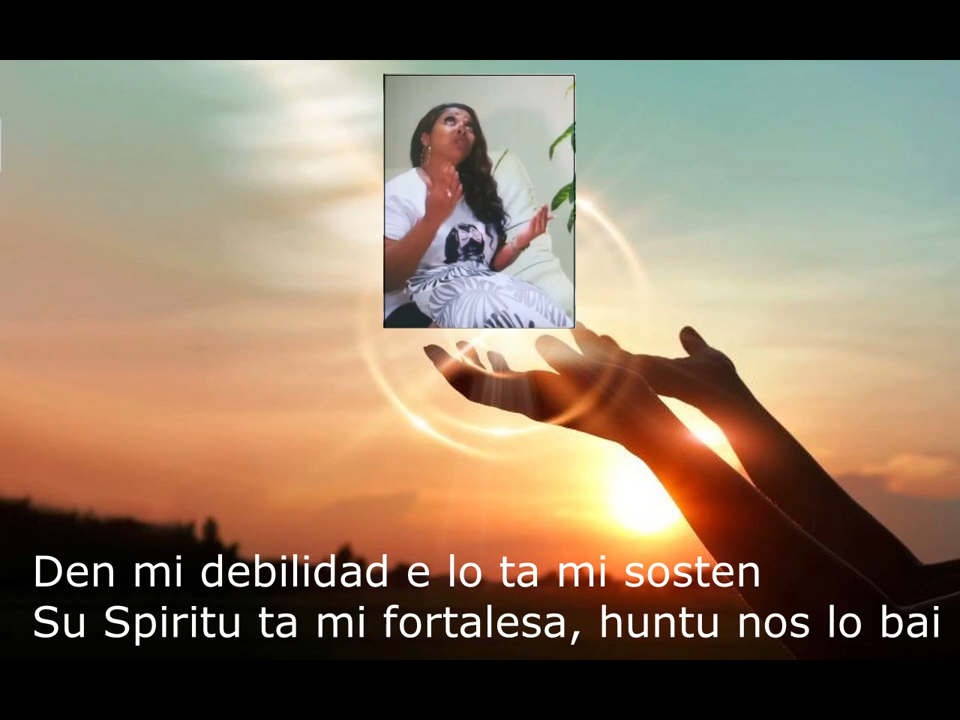 Den mi debilidad e lo ta mi sosten
Su Spiritu ta mi fortalesa, huntu nos lo bai